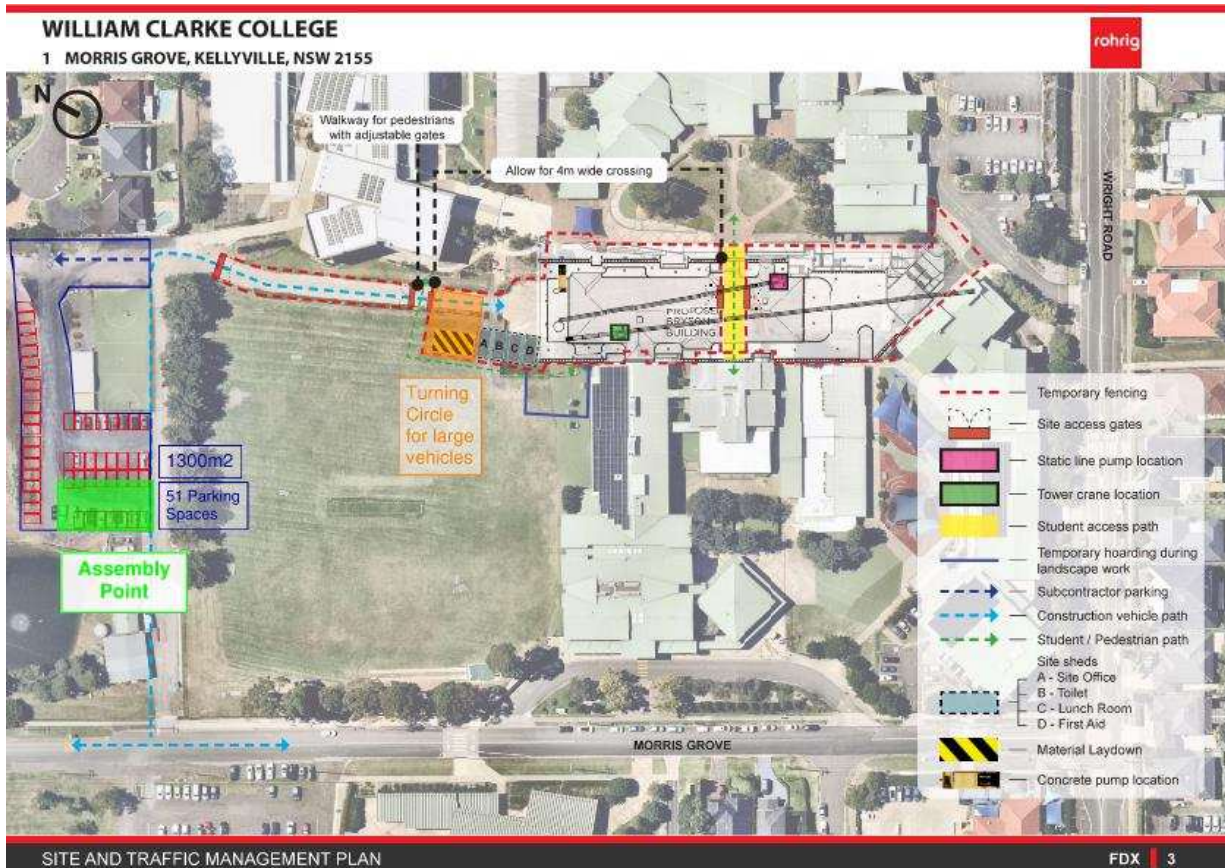 WILLIAM CLARKE COLLEGE
1 MORRIS GROVE, KELLYVILLE, NSW 2155
rohrig
N
Walkway for pedestrians
with adjustable gates
Allow for 4m wide crossing
WRIGHT ROAD
PROPOSE
BRYSON
BUILDING
A B C D
Turning
Circle
for large
vehicles
1300m2
51 Parking
Spaces
Assembly
Point
MORRIS GROVE
Temporary fencing
Site access gates
Static line pump location
Tower crane location
Student access path
Temporary hoarding during
landscape work
Subcontractor parking
Construction vehicle path
Student / Pedestrian path
Site sheds
A - Site Office
B - Toilet
C - Lunch Room
D - First Aid
Material Laydown
Concrete pump location
SITE AND TRAFFIC MANAGEMENT PLAN
FDX 3